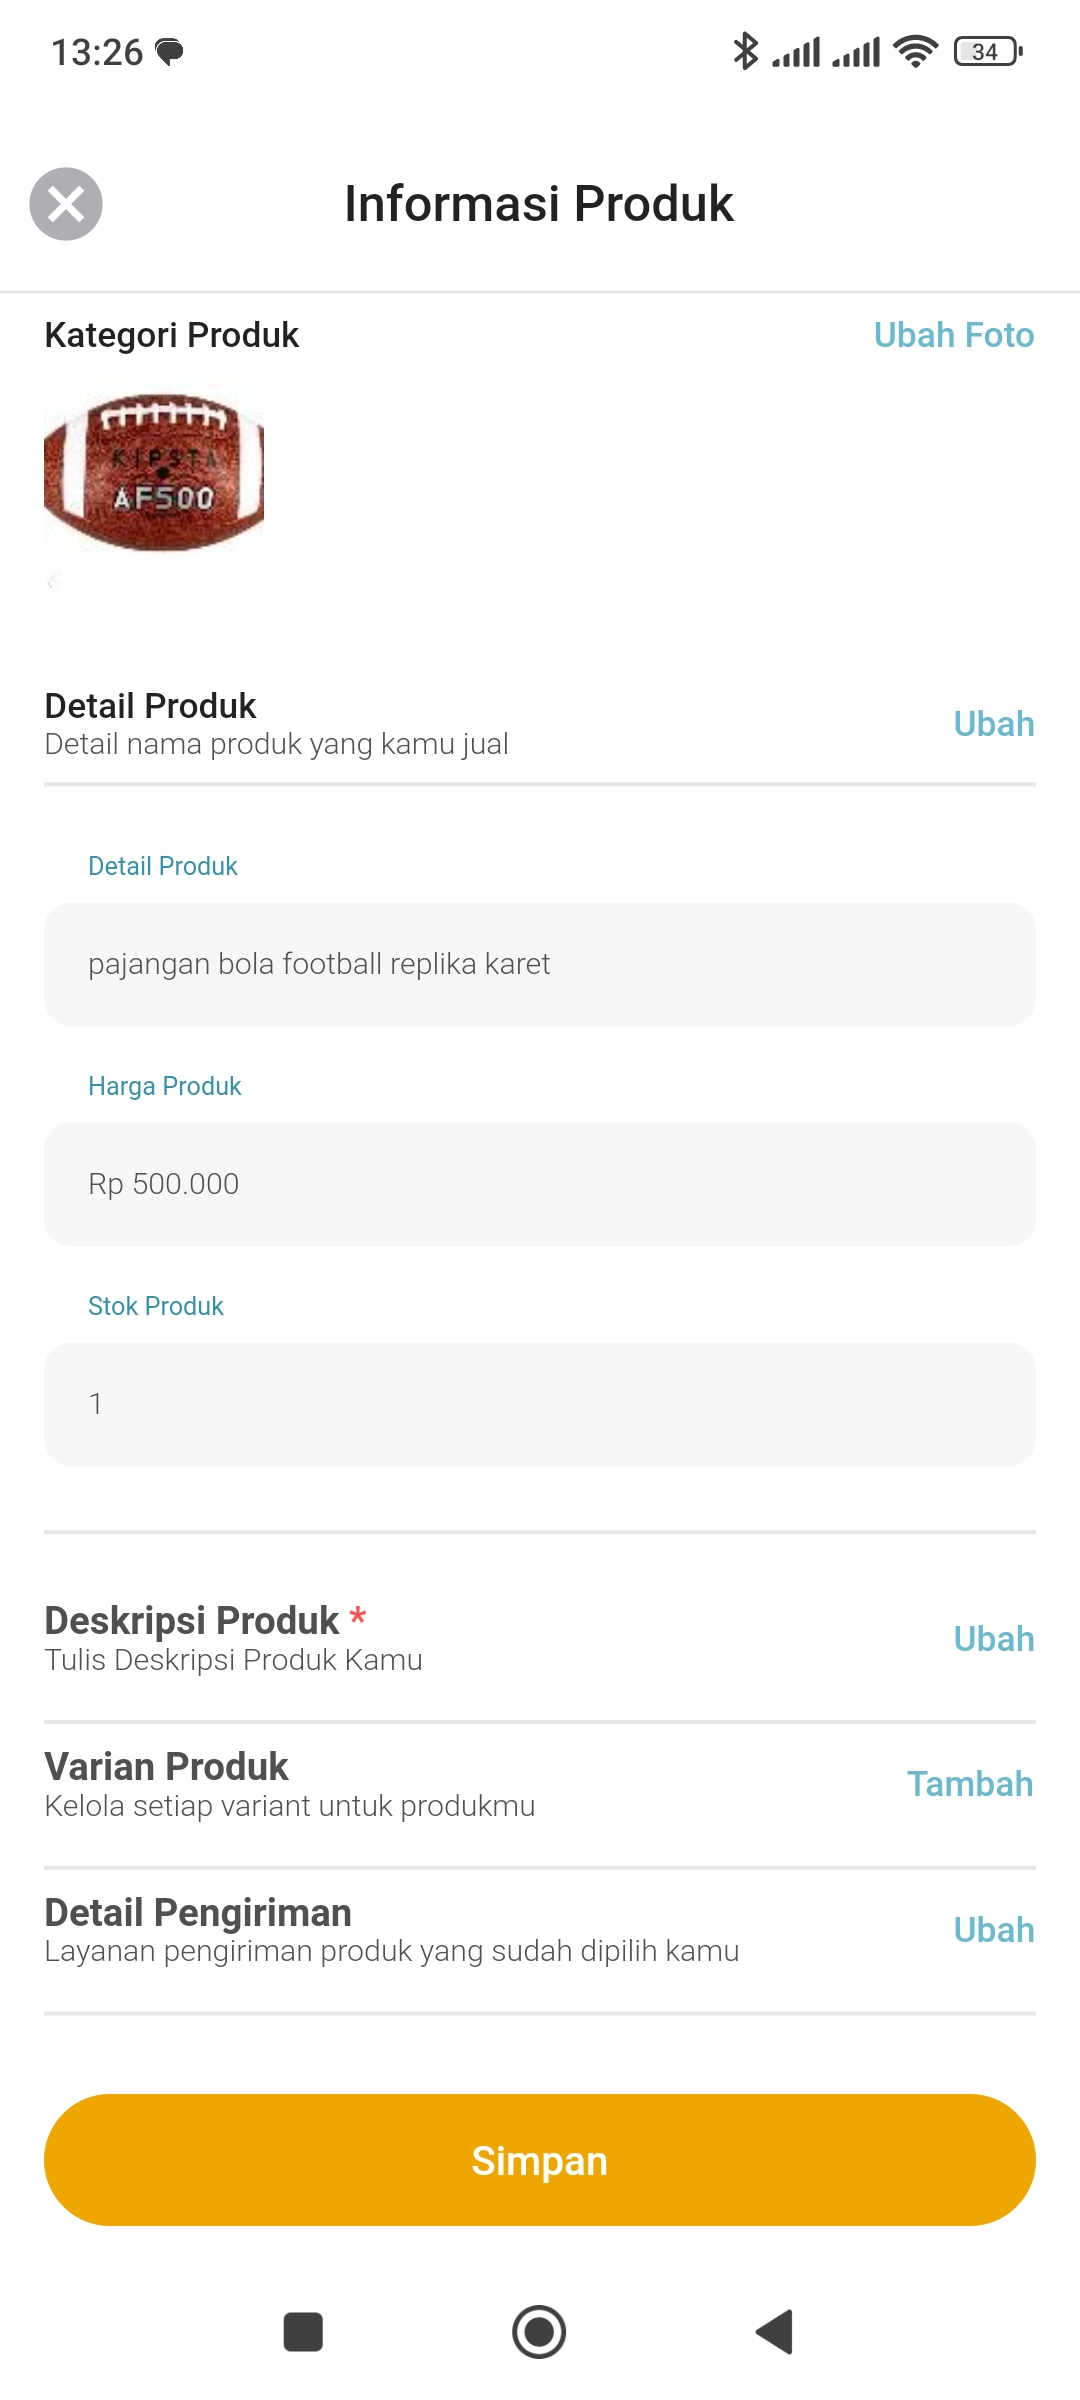 13:26
34
Informasi Produk
Kategori Produk
Ubah Foto
KIPSTA
AF500
Detail Produk
Detail nama produk yang kamu jual
Ubah
Detail Produk
pajangan bola football replika karet
Harga Produk
Rp 500.000
Stok Produk
1
Deskripsi Produk *
Tulis Deskripsi Produk Kamu
Ubah
Varian Produk
Kelola setiap variant untuk produkmu
Tambah
Detail Pengiriman
Layanan pengiriman produk yang sudah dipilih kamu
Ubah
Simpan